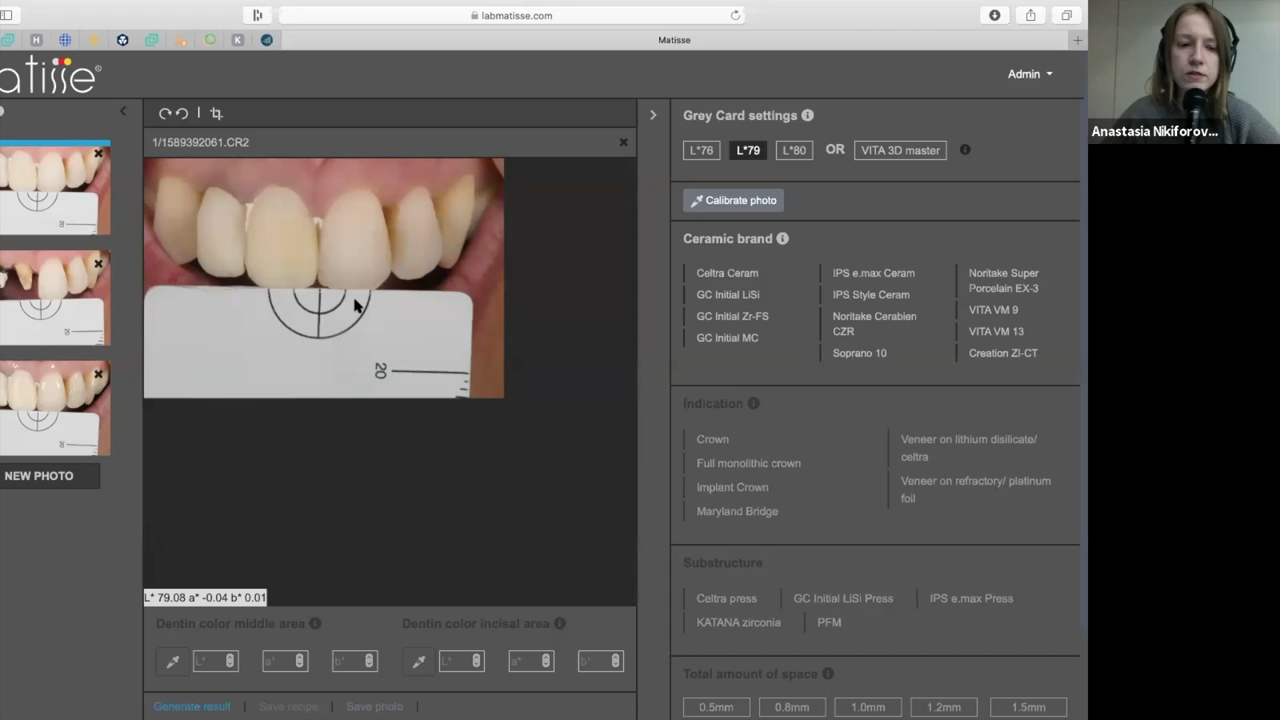 labmatisse.com
H
K
Matisse
atisse®
Admin
1/1589392061.CR2
Grey Card settings
L*76 L*79 L*80 OR VITA 3D master
Calibrate photo
Ceramic brand
Celtra Ceram
GC Initial LiSi
GC Initial Zr-FS
GC Initial MC
IPS e.max Ceram
IPS Style Ceram
Noritake Cerabien
CZR
Soprano 10
Noritake Super
Porcelain EX-3
VITA VM 9
VITA VM 13
Creation ZI-CT
20
Indication
Crown
Full monolithic crown
Implant Crown
Maryland Bridge
Veneer on lithium disilicate/
celtra
Veneer on refractory/ platinum
foil
NEW PHOTO
Substructure
Celtra press GC Initial LiSi Press IPS e.max Press
KATANA zirconia PFM
L* 79.08 a* -0.04 b* 0.01
Dentin color middle area Dentin color incisal area
L* a* b* L* a* b*
Total amount of space
0.5mm 0.8mm 1.0mm 1.2mm 1.5mm
Generate result Save recipe Save photo
Anastasia Nikiforov...